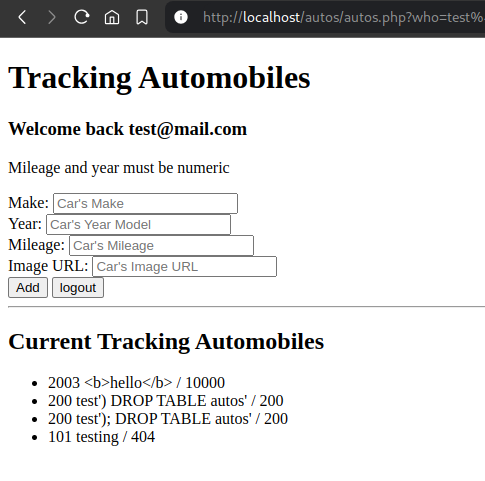 http://localhost/autos/autos.php?who=test%
Tracking Automobiles
Welcome back test@mail.com
Mileage and year must be numeric
Make: Car's Make
Year: Car's Year Model
Mileage: Car's Mileage
Image URL: Car's Image URL
Add logout
Current Tracking Automobiles
• 2003 <b>hello</b> / 10000
• 200 test') DROP TABLE autos' / 200
• 200 test'); DROP TABLE autos' / 200
• 101 testing / 404